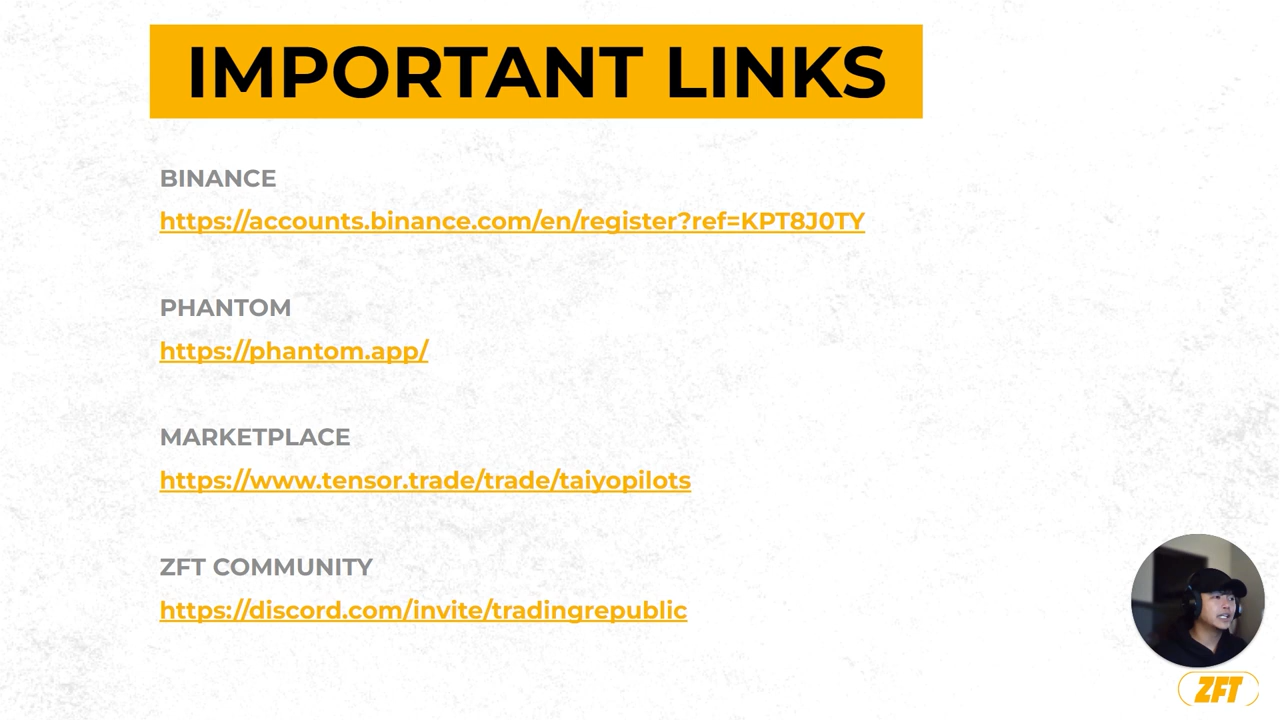 IMPORTANT LINKS
BINANCE
https://accounts.binance.com/en/register?ref=KPT8J0TY
PHANTOM
https://phantom.app/
MARKETPLACE
https://www.tensor.trade/trade/taiyopilots
ZFT COMMUNITY
https://discord.com/invite/tradingrepublic
ZFT